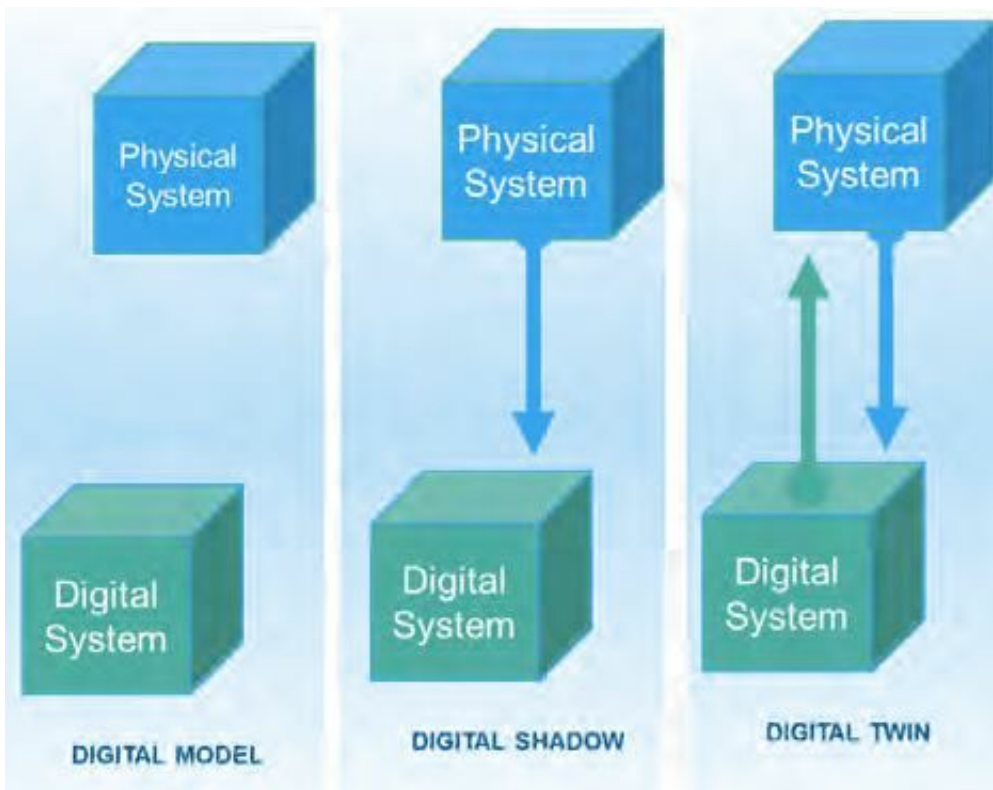 Physical
System
Digital
System
DIGITAL MODEL
Physical
System
Digital
System
DIGITAL SHADOW
Physical
System
Digital
System
DIGITAL TWIN